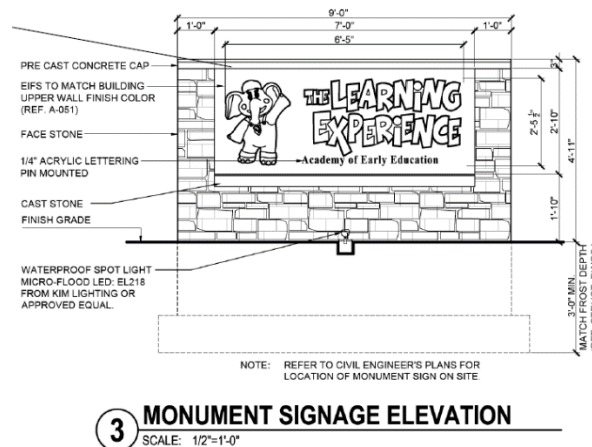 9'-0"
1'-0"
7'-0"
1'-0"
6'-5"
PRE CAST CONCRETE CAP
EIFS TO MATCH BUILDING
UPPER WALL FINISH COLOR
(REF. A-051)
FACE STONE
1/4" ACRYLIC LETTERING
PIN MOUNTED
CAST STONE
FINISH GRADE
WATERPROOF SPOT LIGHT
MICRO-FLOOD LED: EL218
FROM KIM LIGHTING OR
APPROVED EQUAL.
THE LEARNING
EXPERIENCE
Academy of Early Education
3"
2'-5 1/2"
2'-10"
4'-11"
1'-10"
3'-0" MIN.
MATCH FROST DEPTH
NOTE: REFER TO CIVIL ENGINEER'S PLANS FOR
LOCATION OF MONUMENT SIGN ON SITE.
3 MONUMENT SIGNAGE ELEVATION
SCALE: 1/2"=1'-0"